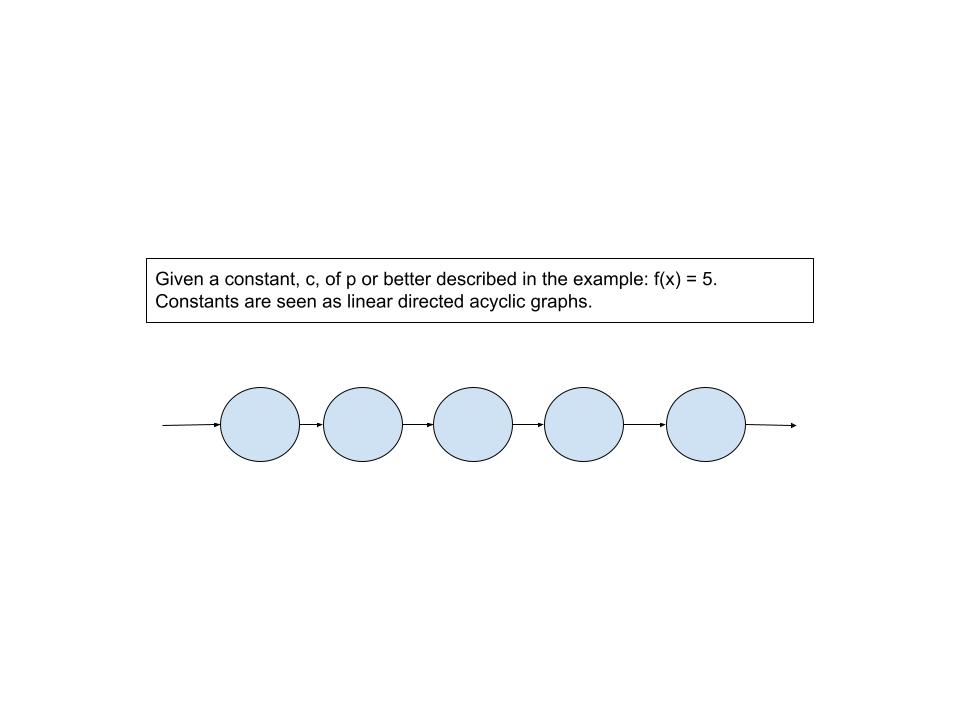 Given a constant, c, of p or better described in the example: f(x) = 5.
Constants are seen as linear directed acyclic graphs.